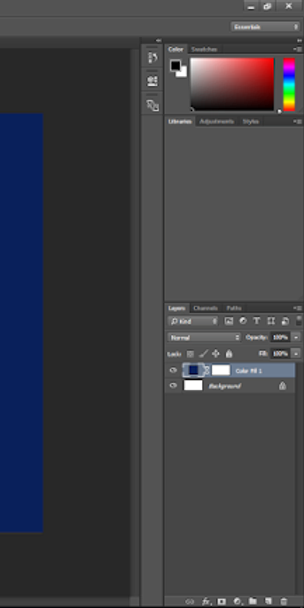 Essentials
Color Swatches
Libraries Adjustments Styles
Layers Channels Paths
Kind
Normal Opacity: 100%
Lock: Fill: 100%
Color Fill 1
Background